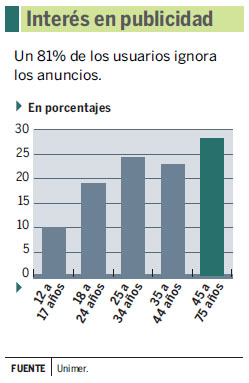 Interés en publicidad
Un 81% de los usuarios ignora
los anuncios.
En porcentajes
30
25
20
15
10
5
0
12 a
17 años
18 a
24 años
25 a
34 años
35 a
44 años
45 a
75 años
FUENTE Unimer.